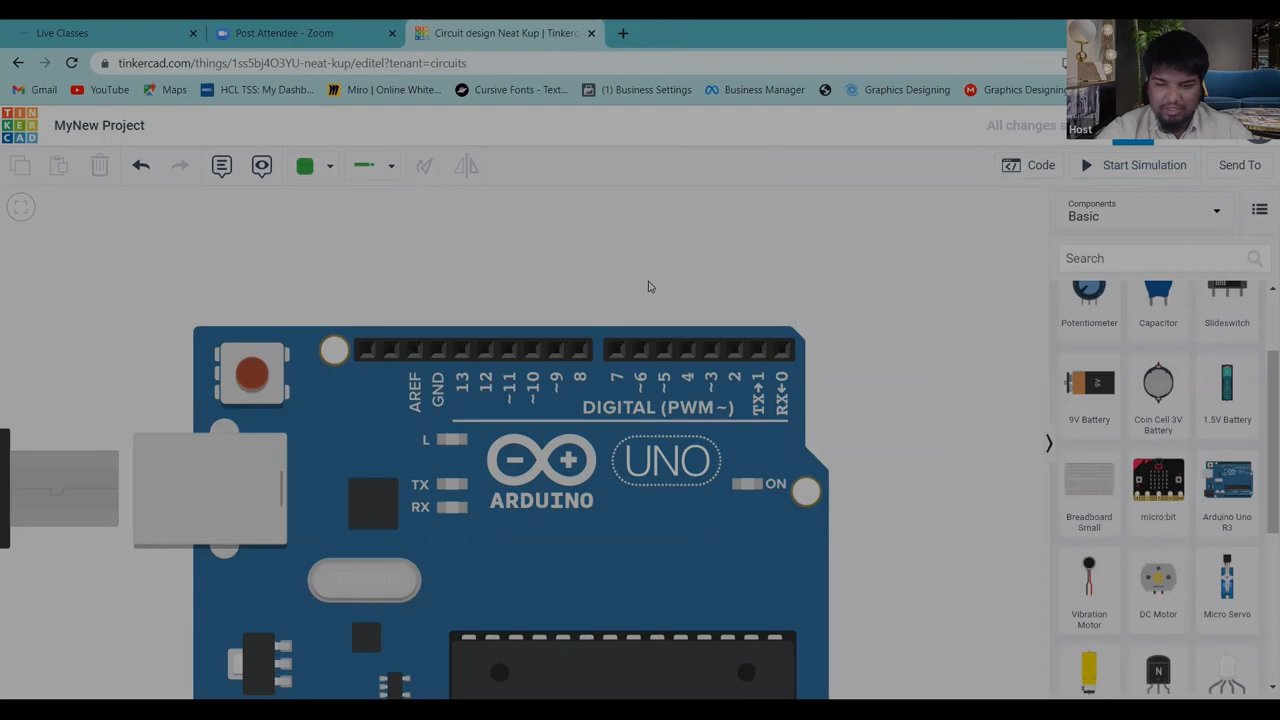 Live Classes
Post Attendee - Zoom
Circuit design Neat Kup | Tinkerc
tinkercad.com/things/1ss5bj4O3YU-neat-kup/editel?tenant=circuits
Gmail
YouTube
Maps
HCL TSS: My Dashb...
Miro | Online White...
Cursive Fonts - Text...
(1) Business Settings
Business Manager
Graphics Designing
Graphics Designing
Host
TIN
KER
CAD
MyNew Project
All changes s
Code
Start Simulation
Send To
Components
Basic
Search
Potentiometer
Capacitor
Slideswitch
9V
9V Battery
Coin Cell 3V
Battery
1.5V Battery
Breadboard
Small
micro:bit
Arduino Uno
R3
Vibration
Motor
DC Motor
Micro Servo
N
AREF
GND
13
12
~11
~10
~9
8
7
~6
~5
4
~3
2
TX→1
RX←0
DIGITAL (PWM ~)
L
TX
RX
ARDUINO
UNO
ON